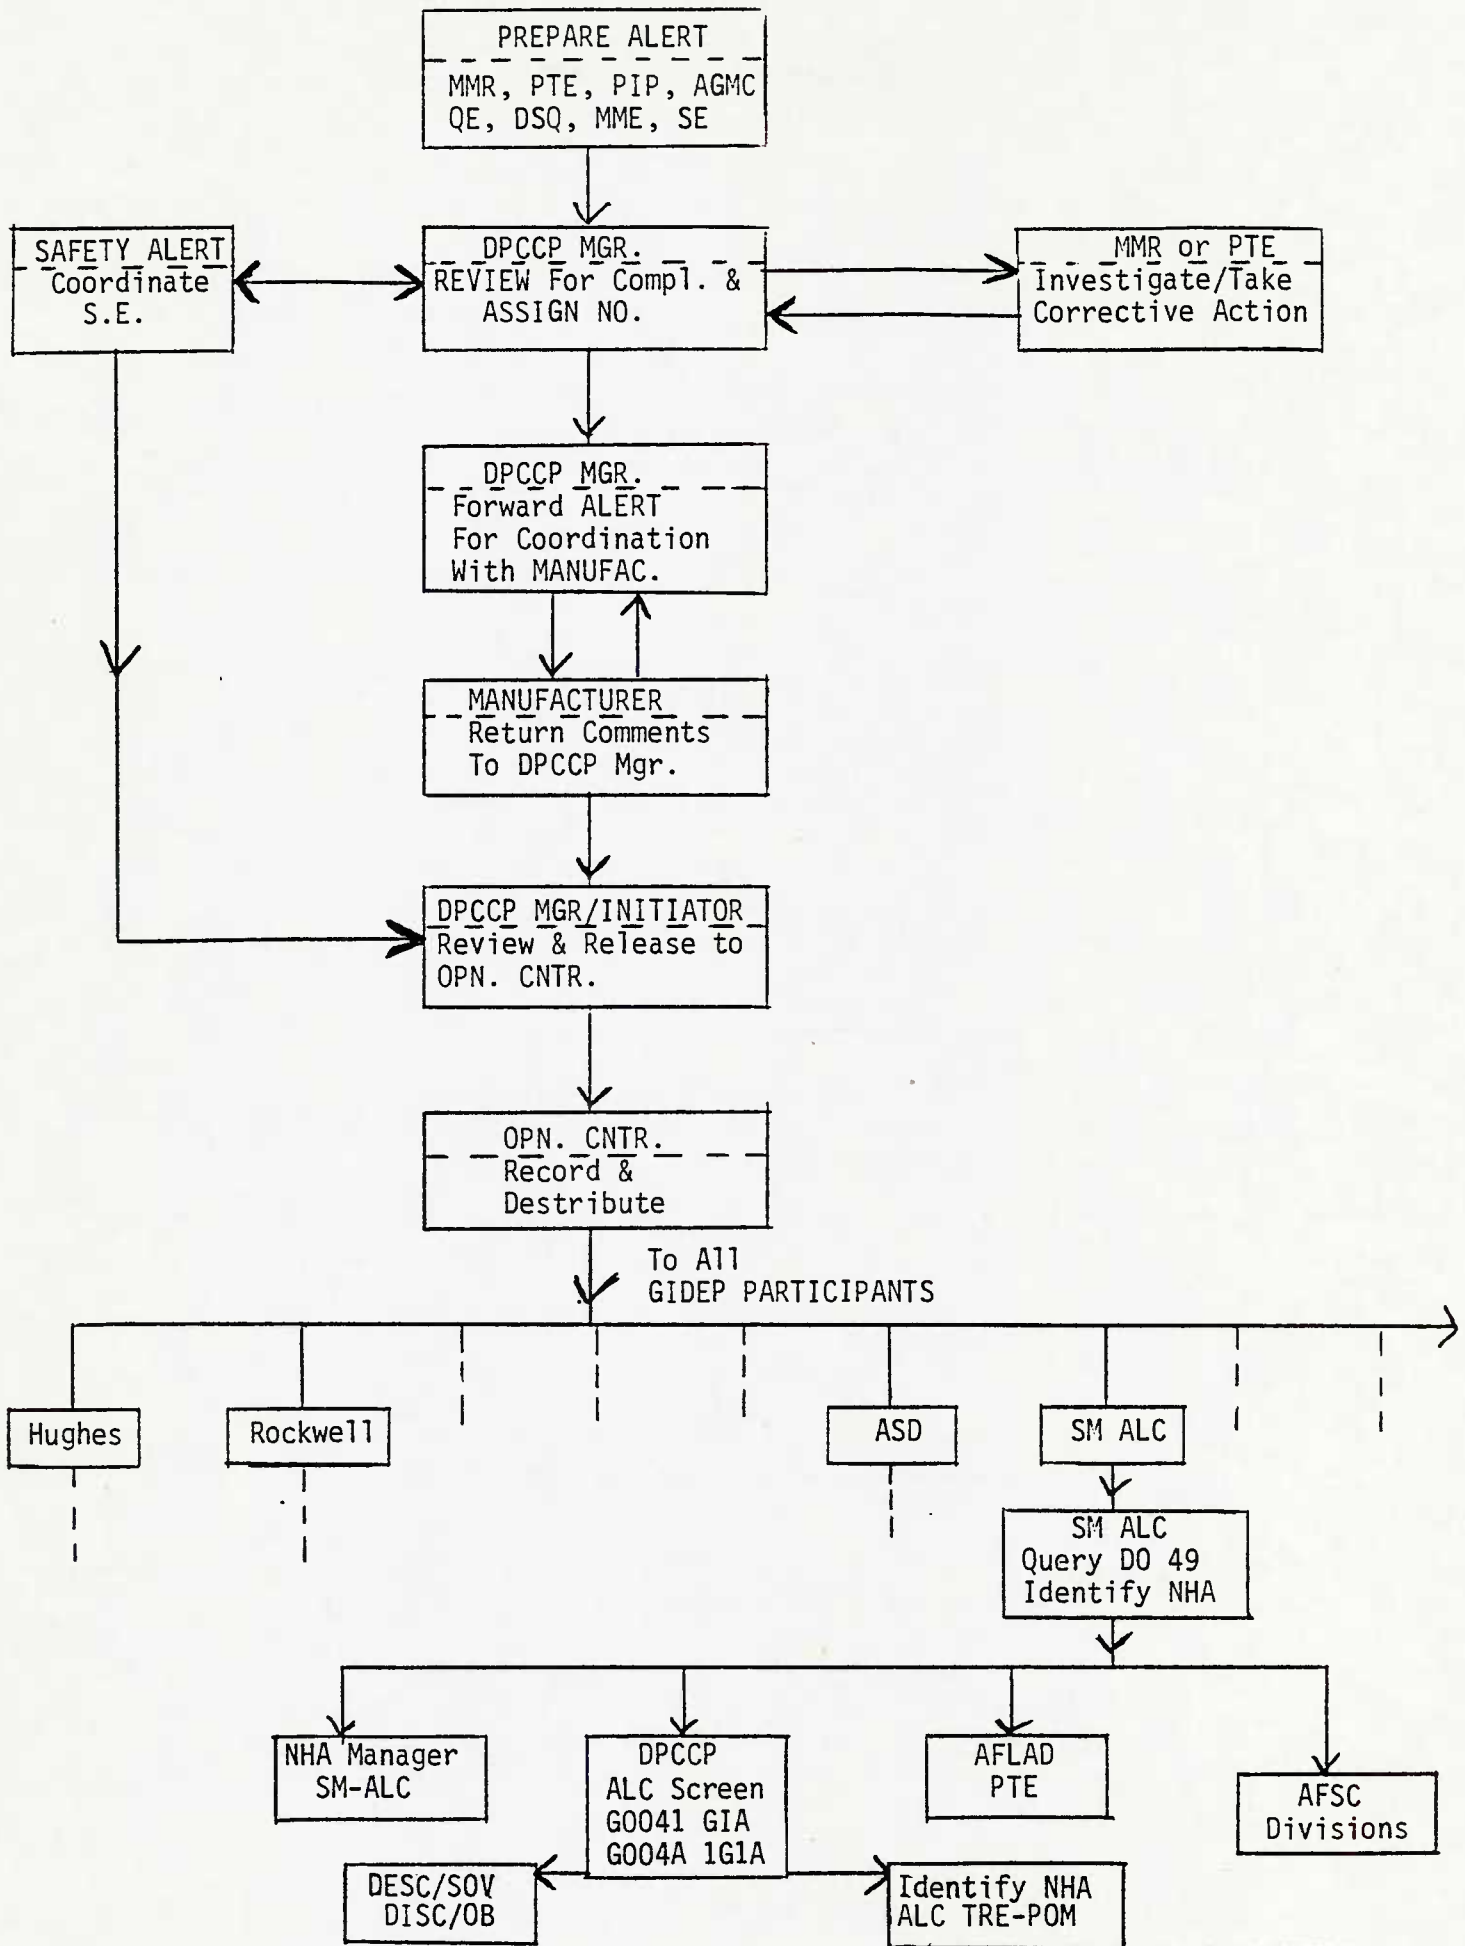 PREPARE ALERT
MMR, PTE, PIP, AGMC
QE, DSQ, MME, SE
SAFETY ALERT
Coordinate
S.E.
DPCCP MGR.
REVIEW For Compl. &
ASSIGN NO.
MMR or PTE
Investigate/Take
Corrective Action
DPCCP MGR.
Forward ALERT
For Coordination
With MANUFAC.
MANUFACTURER
Return Comments
To DPCCP Mgr.
DPCCP MGR/INITIATOR
Review & Release to
OPN. CNTR.
OPN. CNTR.
Record &
Destribute
To All
GIDEP PARTICIPANTS
Hughes
Rockwell
ASD
SM ALC
SM ALC
Query DO 49
Identify NHA
NHA Manager
SM-ALC
DPCCP
ALC Screen
G0041 GIA
G004A 1G1A
AFLAD
PTE
AFSC
Divisions
DESC/SOV
DISC/OB
Identify NHA
ALC TRE-POM